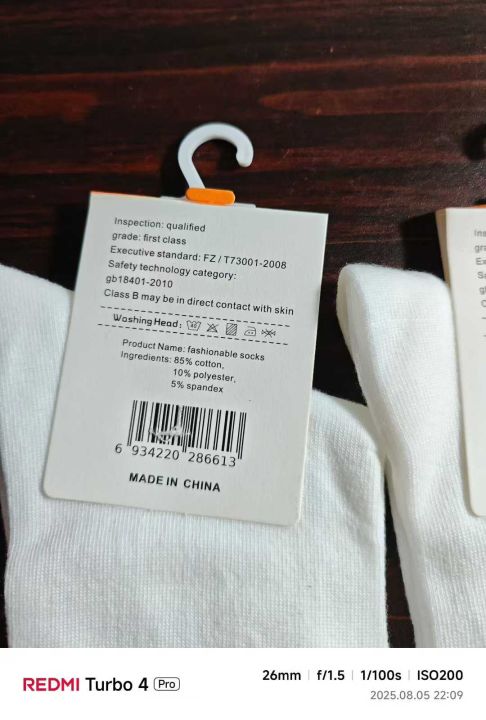 Inspection: qualified
grade: first class
Executive standard: FZ / T73001-2008
Safety technology category:
gb18401-2010
Class B may be in direct contact with skin
Washing Head:
Product Name: fashionable socks
Ingredients: 85% cotton,
10% polyester,
5% spandex
6 934220 286613
MADE IN CHINA
REDMI Turbo 4 Pro
26mm f/1.5 1/100s ISO200
2025.08.05 22:09